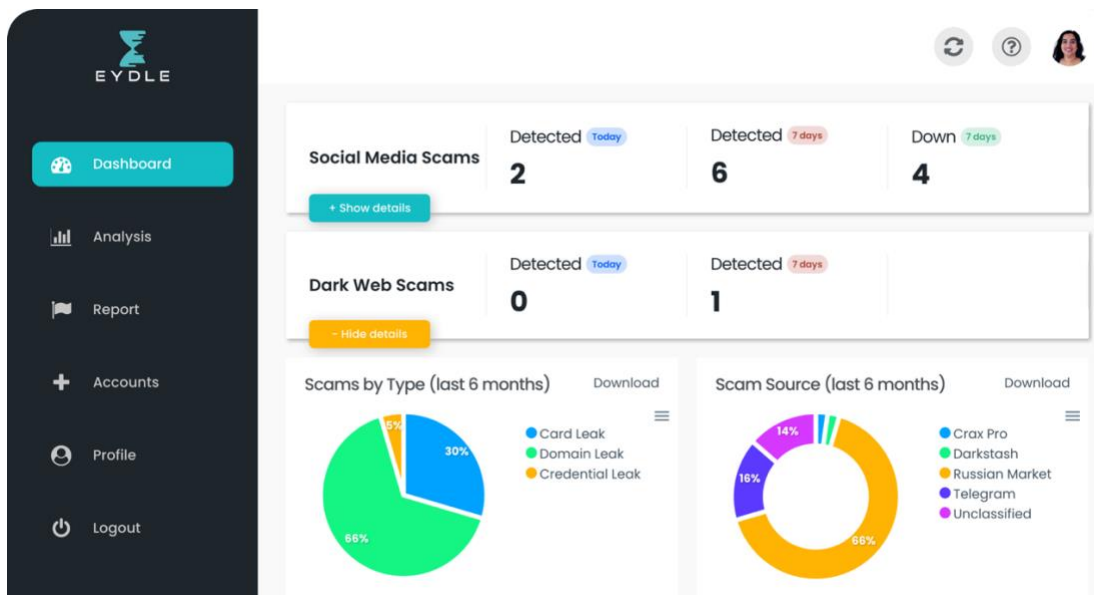 EYDLE
Dashboard
Analysis
Report
Accounts
Profile
Logout
Social Media Scams
+ Show details
Detected Today
2
Detected 7 days
6
Down 7 days
4
Dark Web Scams
- Hide details
Detected Today
0
Detected 7 days
1
Scams by Type (last 6 months)
Download
5%
30%
66%
Card Leak
Domain Leak
Credential Leak
Scam Source (last 6 months)
Download
14%
16%
66%
Crax Pro
Darkstash
Russian Market
Telegram
Unclassified